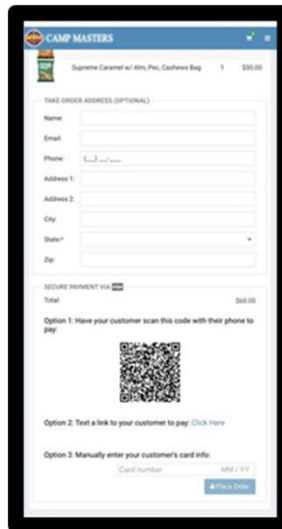 CAMP MASTERS
Supreme Caramel w/ Alm, Pec, Cashews Bag 1 $30.00
TAKE ORDER ADDRESS (OPTIONAL)
Name:
Email:
Phone: (__) __-___
Address 1:
Address 2:
City:
State:*
Zip:
SECURE PAYMENT VIA
Total: $60.00
Option 1: Have your customer scan this code with their phone to
pay:
Option 2: Text a link to your customer to pay: Click Here
Option 3: Manually enter your customer's card info:
Card number MM / YY
Place Order